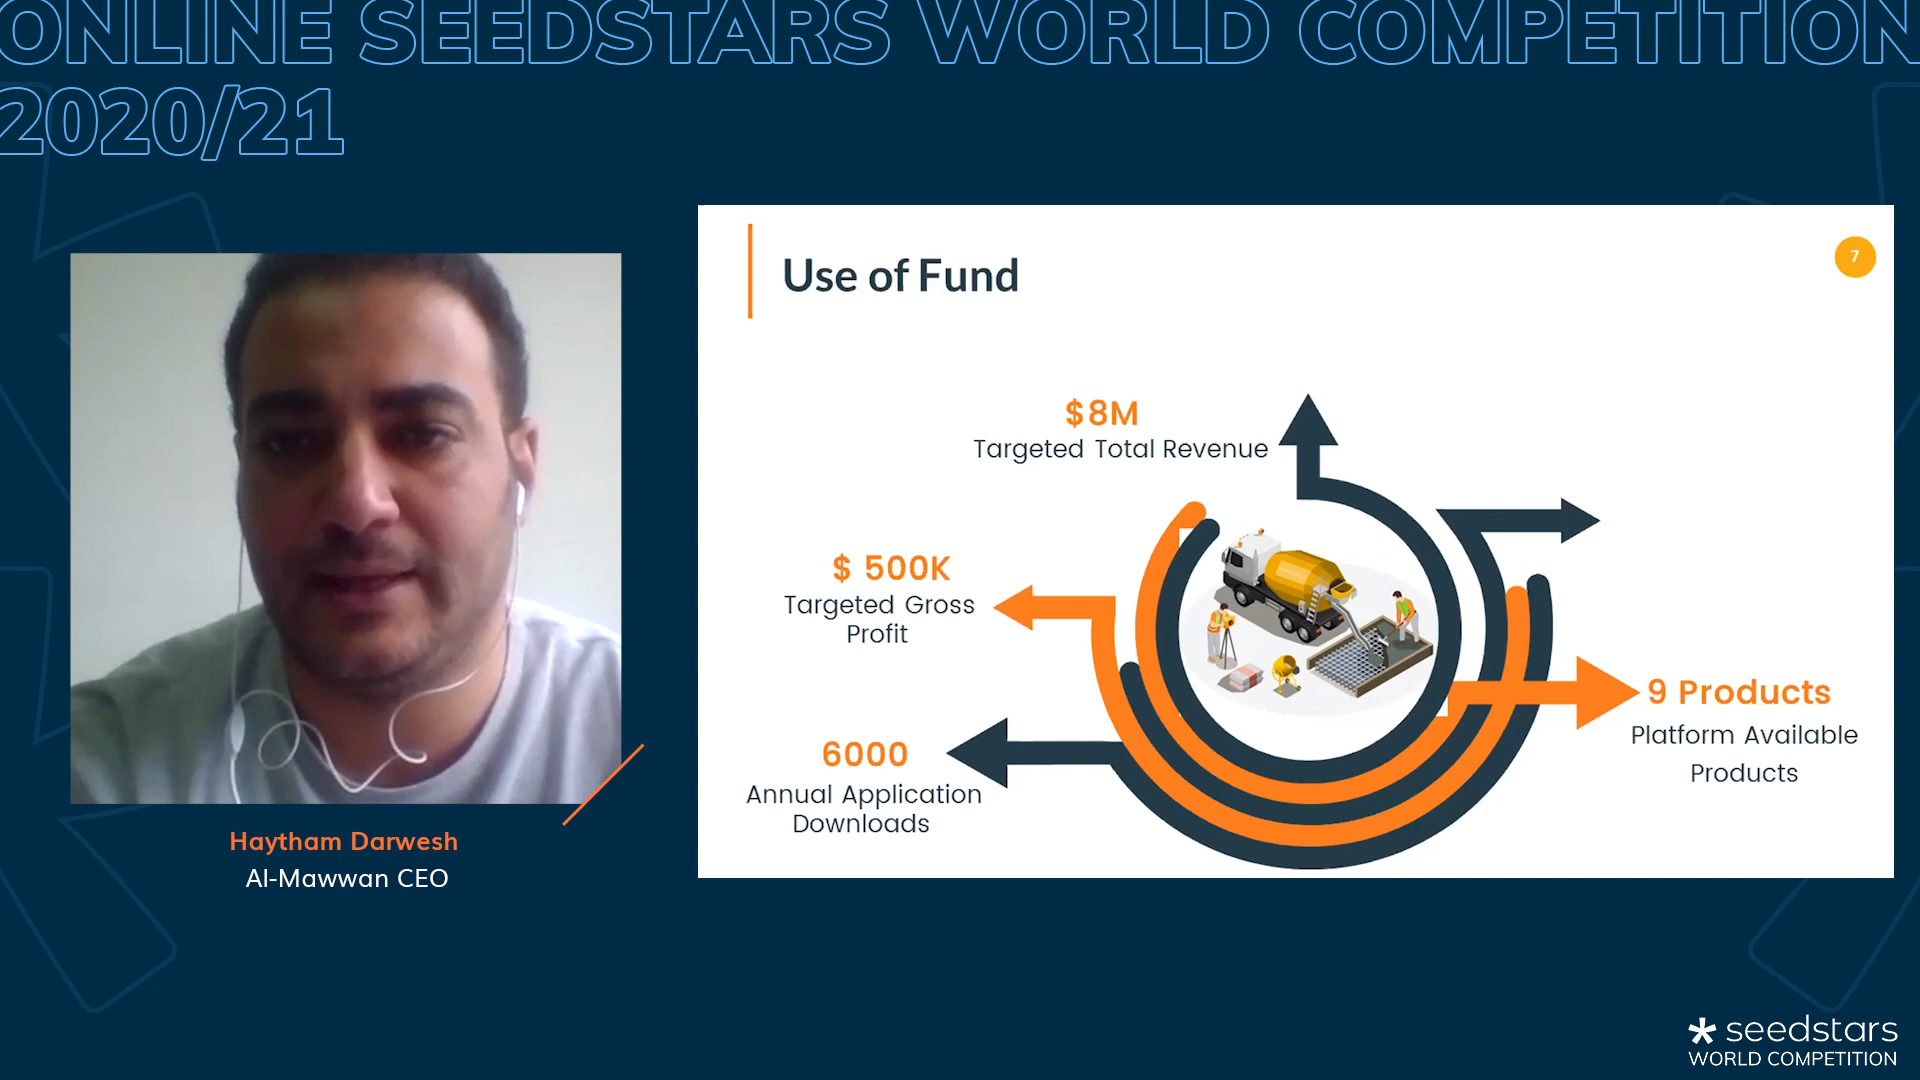 ONLINE SEEDSTARS WORLD COMPETITION
2020/21
Use of Fund
7
$8M
Targeted Total Revenue
$ 500K
Targeted Gross
Profit
6000
Annual Application
Downloads
9 Products
Platform Available
Products
Haytham Darwesh
Al-Mawwan CEO
seedstars
WORLD COMPETITION